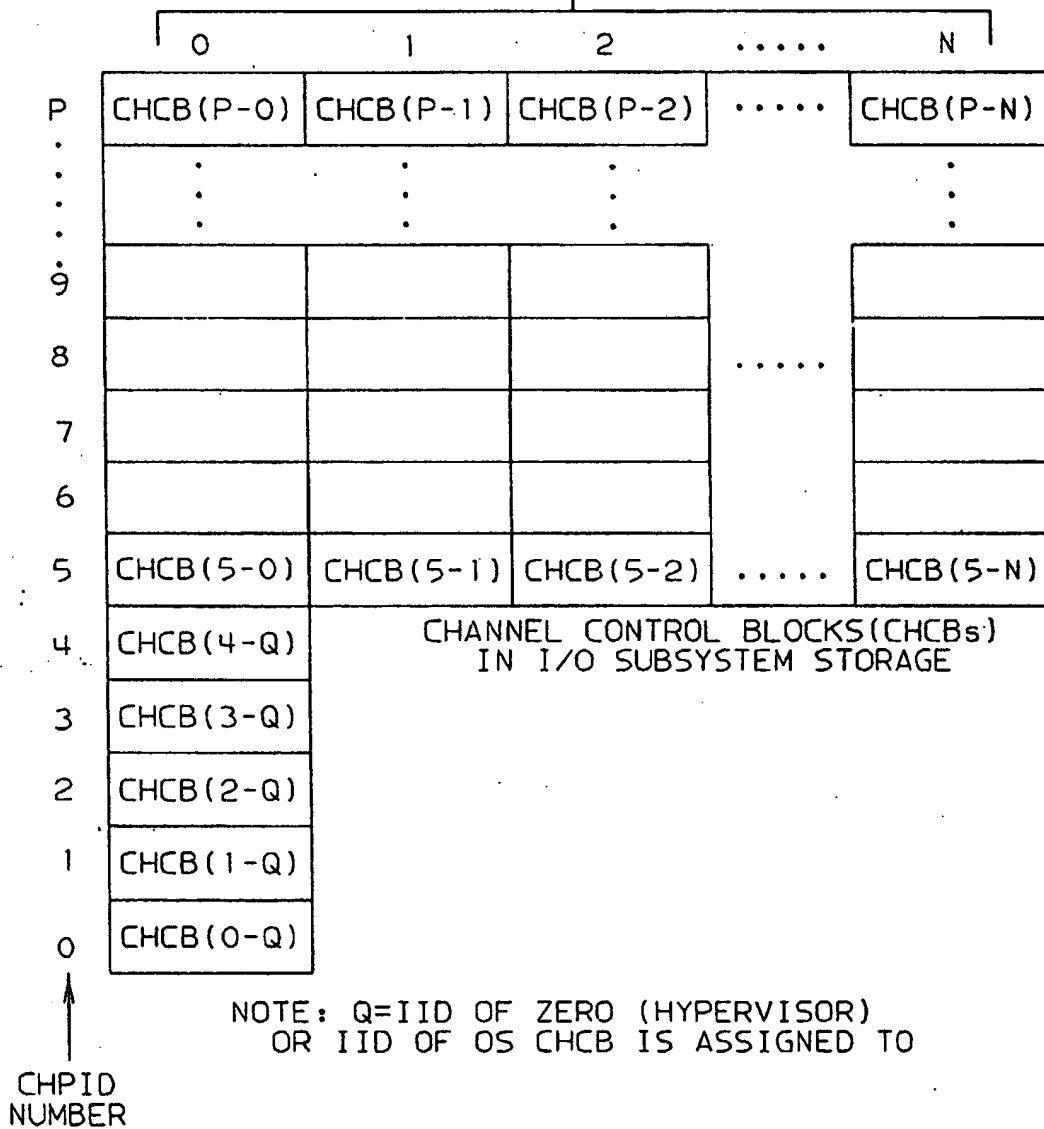 0 1 2 ..... N
P CHCB(P-0) CHCB(P-1) CHCB(P-2) ..... CHCB(P-N)
9
8 .....
7
6
5 CHCB(5-0) CHCB(5-1) CHCB(5-2) ..... CHCB(5-N)
4 CHCB(4-Q) CHANNEL CONTROL BLOCKS(CHCBs)
IN I/O SUBSYSTEM STORAGE
3 CHCB(3-Q)
2 CHCB(2-Q)
1 CHCB(1-Q)
0 CHCB(0-Q)
NOTE: Q=IID OF ZERO (HYPERVISOR)
OR IID OF OS CHCB IS ASSIGNED TO
CHPID
NUMBER